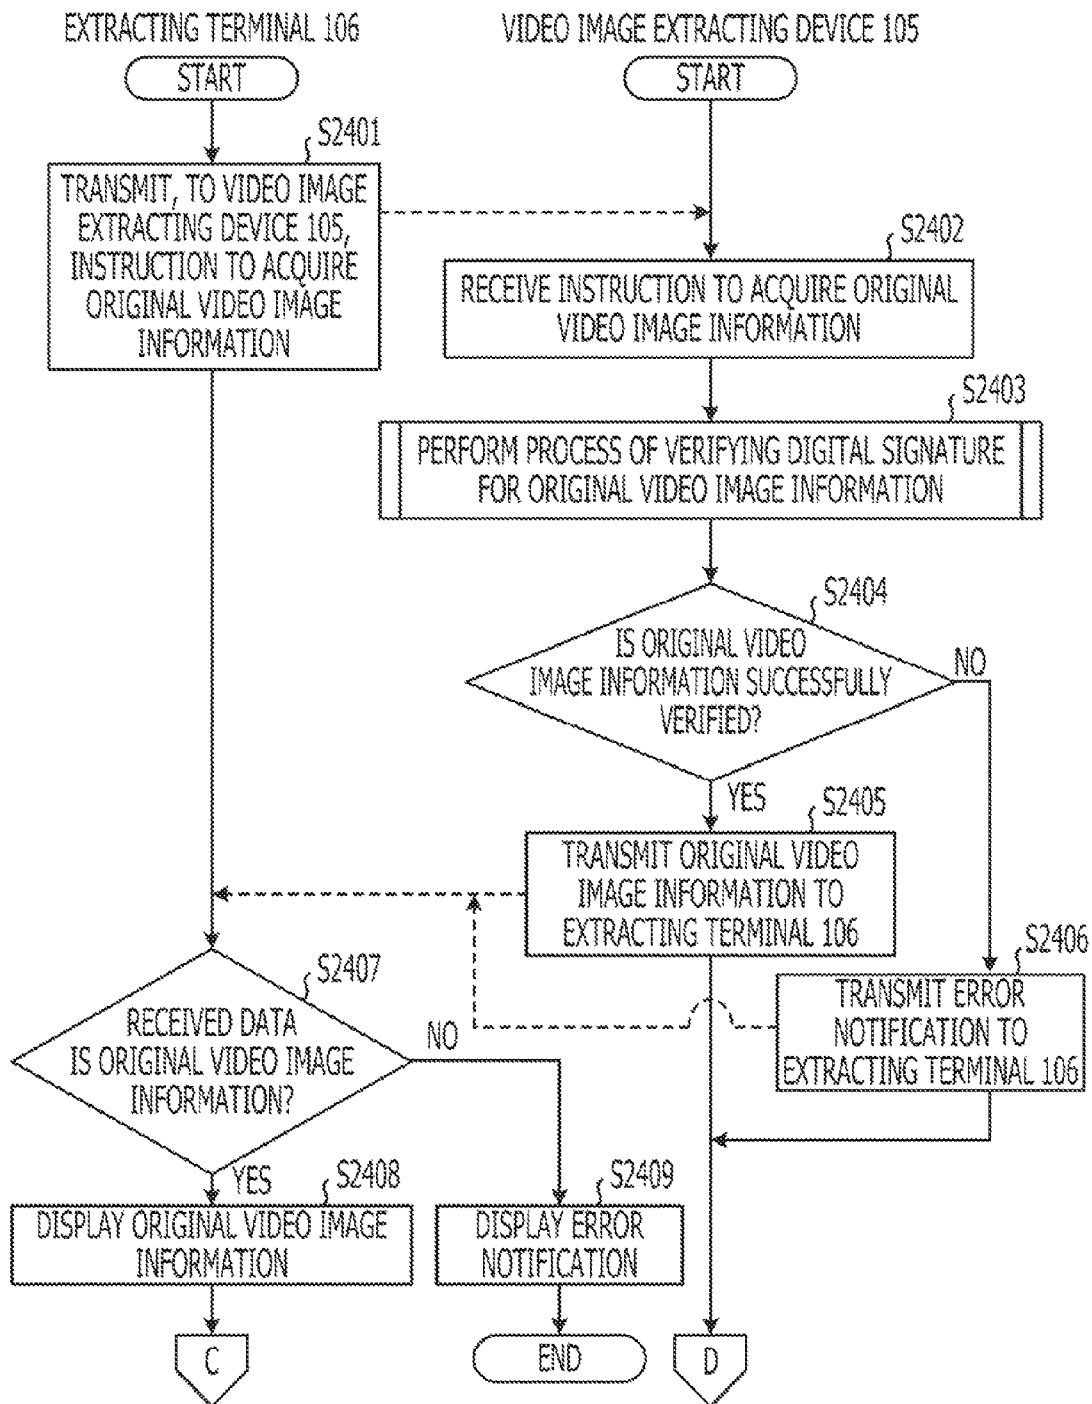 EXTRACTING TERMINAL 106
VIDEO IMAGE EXTRACTING DEVICE 105
START
START
S2401
TRANSMIT, TO VIDEO IMAGE
EXTRACTING DEVICE 105,
INSTRUCTION TO ACQUIRE
ORIGINAL VIDEO IMAGE
INFORMATION
S2402
RECEIVE INSTRUCTION TO ACQUIRE ORIGINAL
VIDEO IMAGE INFORMATION
S2403
PERFORM PROCESS OF VERIFYING DIGITAL SIGNATURE
FOR ORIGINAL VIDEO IMAGE INFORMATION
S2404
IS ORIGINAL VIDEO
IMAGE INFORMATION SUCCESSFULLY
VERIFIED?
NO
YES
S2405
TRANSMIT ORIGINAL VIDEO
IMAGE INFORMATION TO
EXTRACTING TERMINAL 106
S2406
TRANSMIT ERROR
NOTIFICATION TO
EXTRACTING TERMINAL 106
S2407
RECEIVED DATA
IS ORIGINAL VIDEO IMAGE
INFORMATION?
NO
YES
S2408
DISPLAY ORIGINAL VIDEO IMAGE
INFORMATION
S2409
DISPLAY ERROR
NOTIFICATION
C
END
D